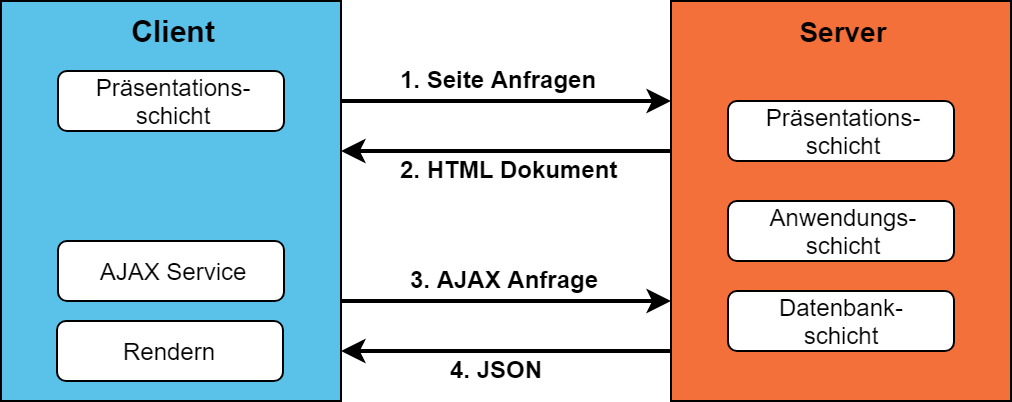 Client
Präsentations-
schicht
AJAX Service
Rendern
1. Seite Anfragen
2. HTML Dokument
3. AJAX Anfrage
4. JSON
Server
Präsentations-
schicht
Anwendungs-
schicht
Datenbank-
schicht